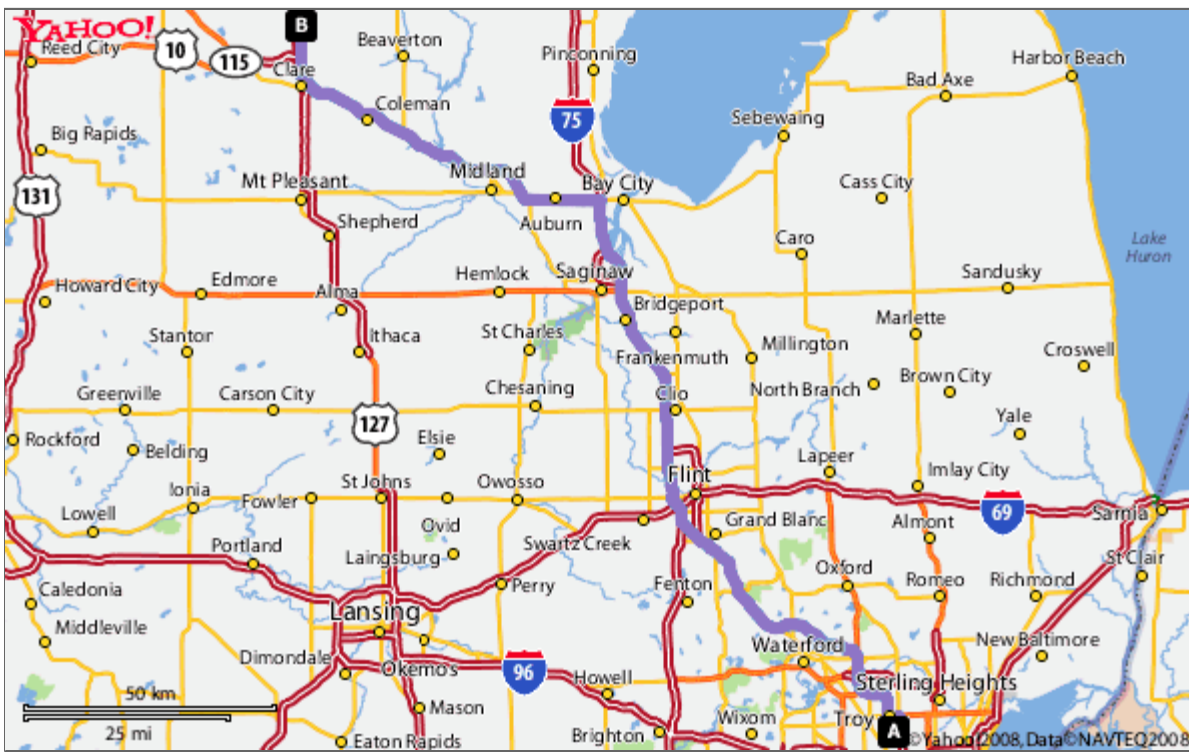 YAHOO!
B
Reed City
10
115
Beaverton
Pinconning
Harbor Beach
Bad Axe
Clare
Coleman
75
Sebewaing
Big Rapids
Midland
131
Mt Pleasant
Bay City
Cass City
Shepherd
Auburn
Caro
Lake
Huron
Howard City
Edmore
Alma
Hemlock
Saginaw
Sandusky
Bridgeport
Stanton
Ithaca
St Charles
Marlette
Frankenmuth
Millington
Croswell
Greenville
Carson City
Chesaning
Clio
North Branch
Brown City
127
Yale
Rockford
Belding
Elsie
Ionia
Fowler
St Johns
Owosso
Flint
Lapeer
Imlay City
Lowell
Ovid
69
Sarnia
Portland
Laingsburg
Swartz Creek
Grand Blanc
Almont
St Clair
Caledonia
Perry
Fenton
Oxford
Romeo
Richmond
Middleville
Lansing
Waterford
New Baltimore
Dimondale
Okemos
96
Howell
Sterling Heights
50 km
25 mi
Mason
Eaton Rapids
Brighton
Wixom
Troy
A
©Yahoo!2008, Data©NAVTEQ2008